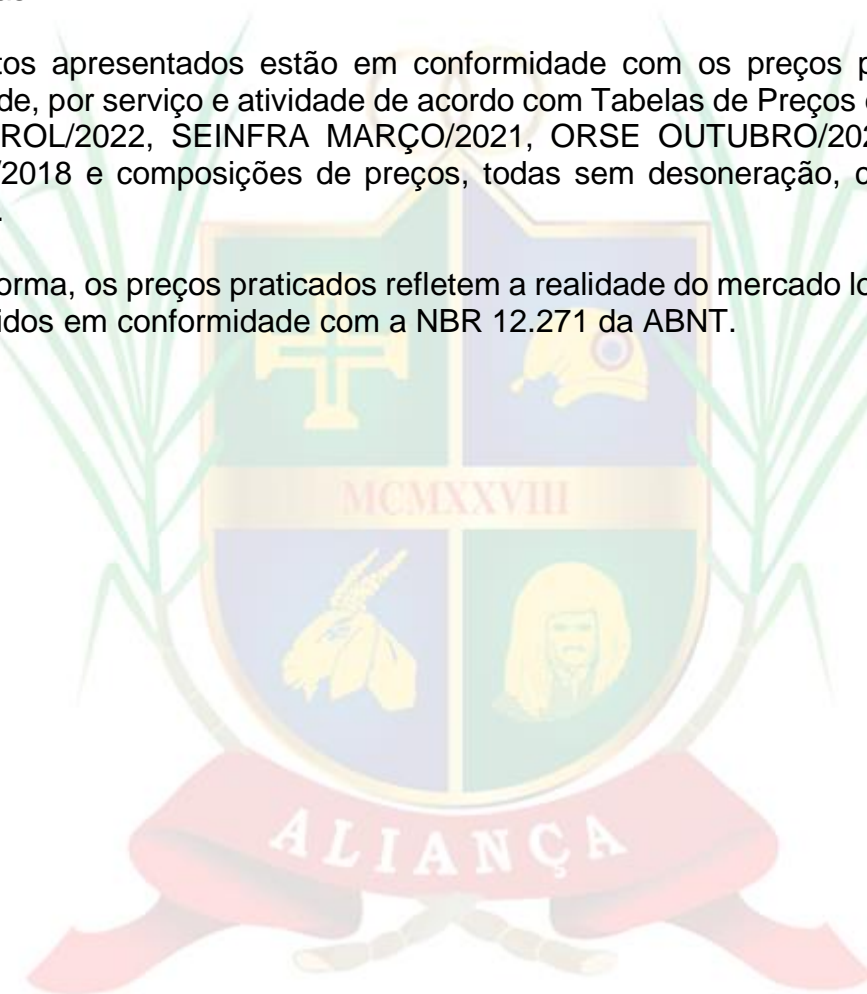 tos apresentados estão em conformidade com os preços p
de, por serviço e atividade de acordo com Tabelas de Preços
ROL/2022, SEINFRA MARÇO/2021, ORSE OUTUBRO/202
/2018 e composições de preços, todas sem desoneração,
orma, os preços praticados refletem a realidade do mercado lo
idos em conformidade com a NBR 12.271 da ABNT.
MCMXXVIII
ALIANÇA